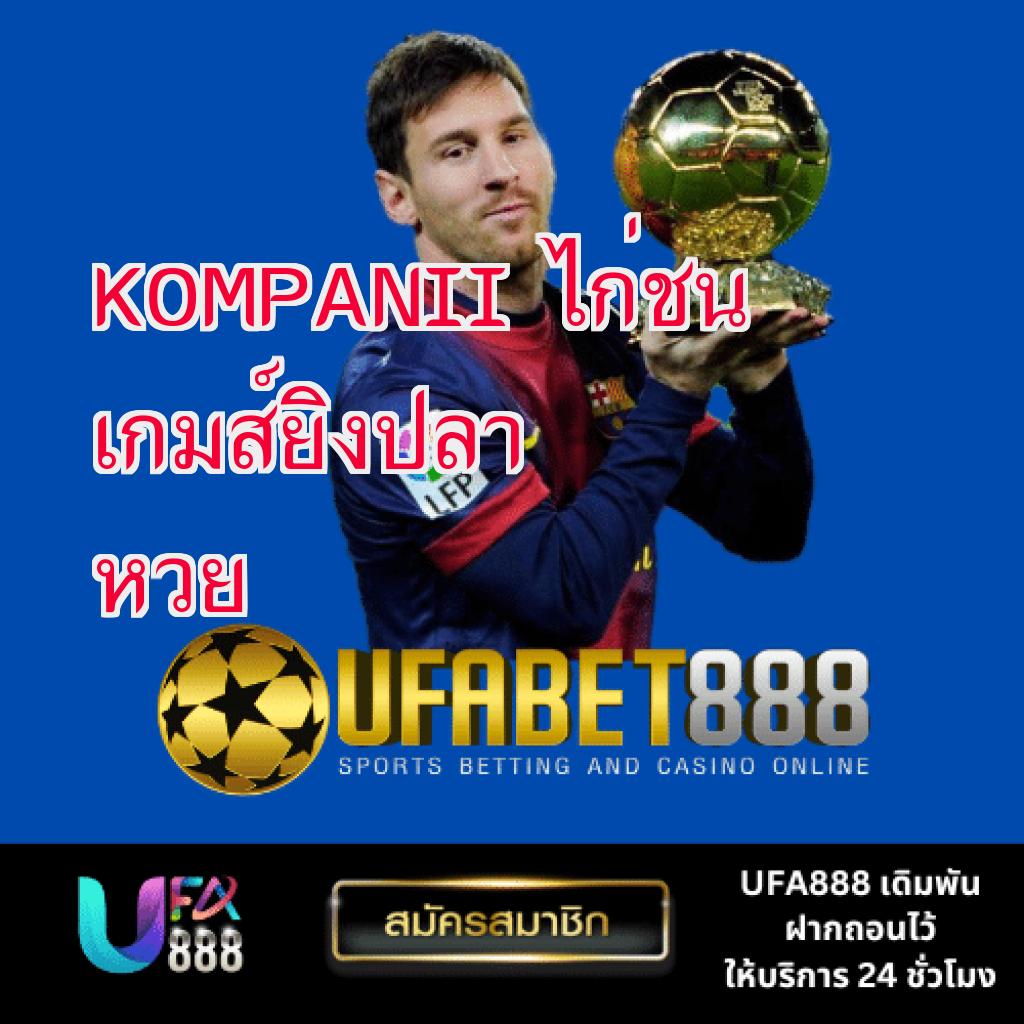 KOMPANII ไก่ชน
เกมส์ยิงปลา
หวย
LFP
UFABET888
SPORTS BETTING AND CASINO ONLINE
UFA
888
สมัครสมาชิก
UFA888 เดิมพัน
ฝากถอนไว้
ให้บริการ 24 ชั่วโมง